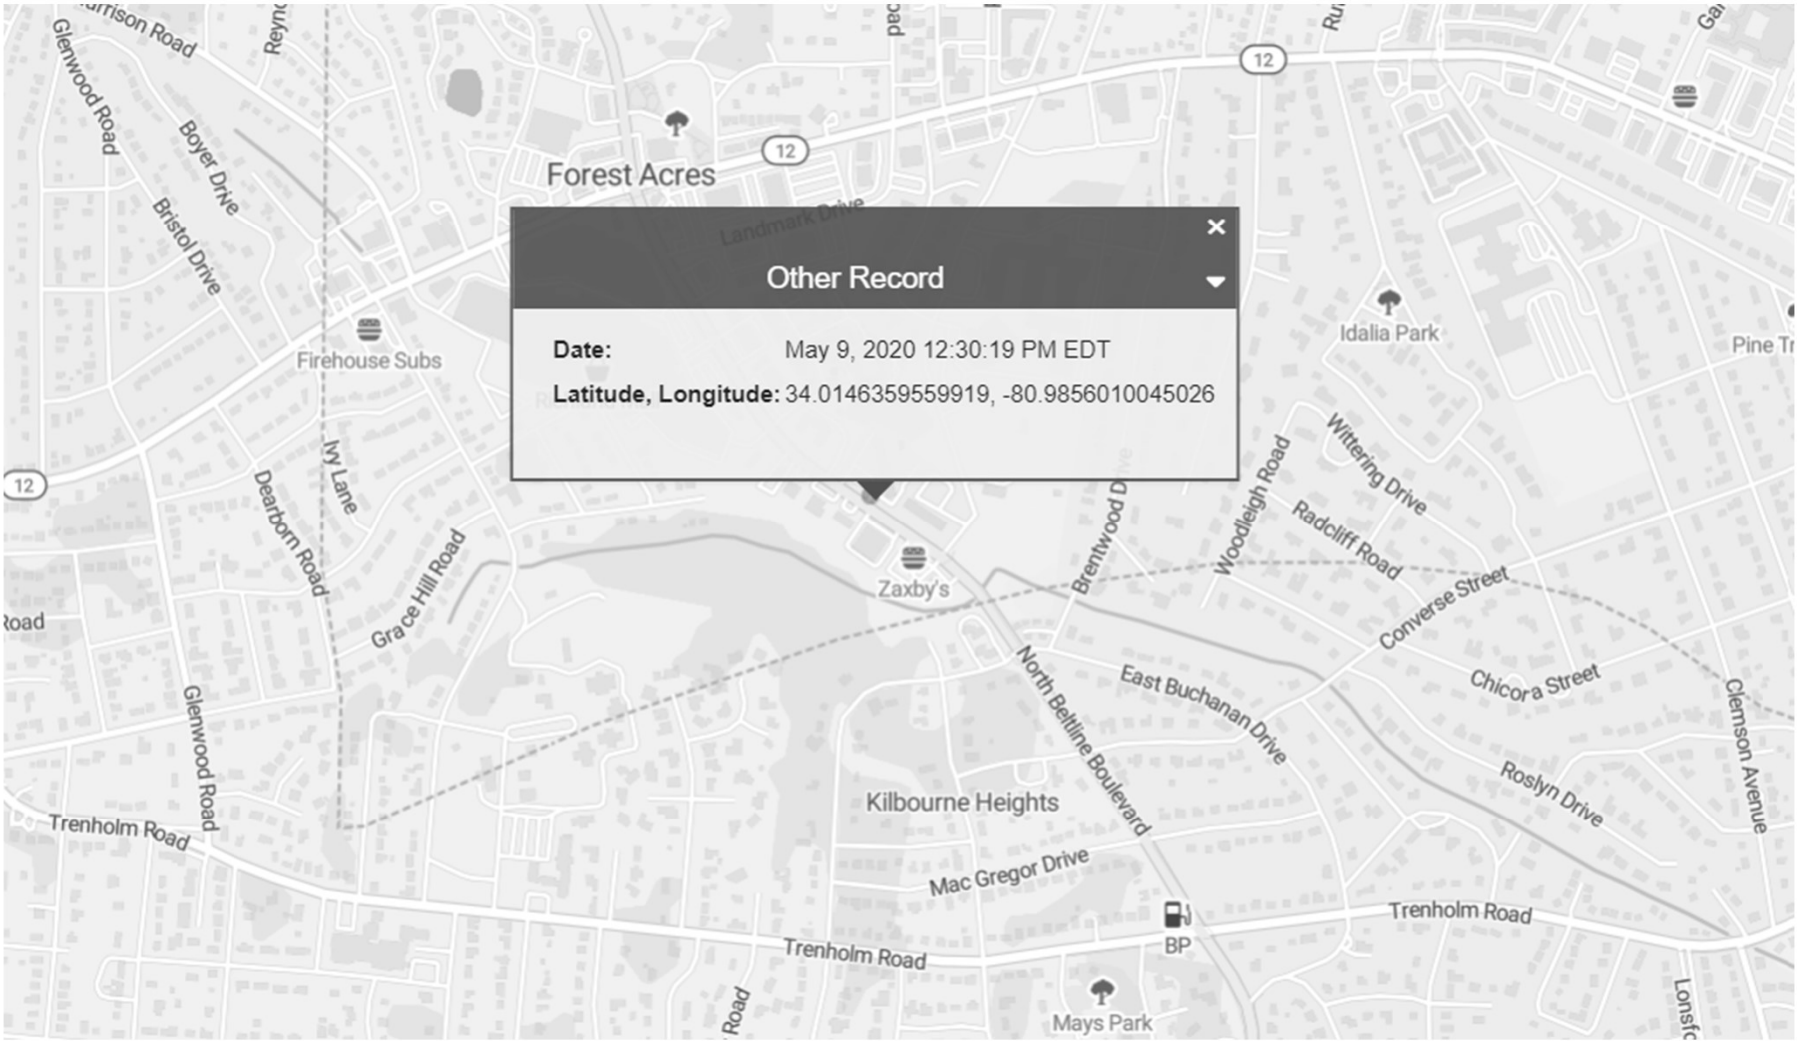 Glenwood Road
Boyer Drive
Bristol Drive
12
Forest Acres
12
Landmark Drive
×
Other Record
Date: May 9, 2020 12:30:19 PM EDT
Latitude, Longitude: 34.0146359559919, -80.9856010045026
Firehouse Subs
Idalia Park
12
Ivy Lane
Dearborn Road
Grace Hill Road
Zaxby's
Brentwood Drive
Woodleigh Road
Wittering Drive
Radcliff Road
Converse Street
Chicora Street
Road
Glenwood Road
North Beltline Boulevard
East Buchanan Drive
Clemson Avenue
Roslyn Drive
Kilbourne Heights
Trenholm Road
Mac Gregor Drive
Trenholm Road
BP
Trenholm Road
Road
Mays Park